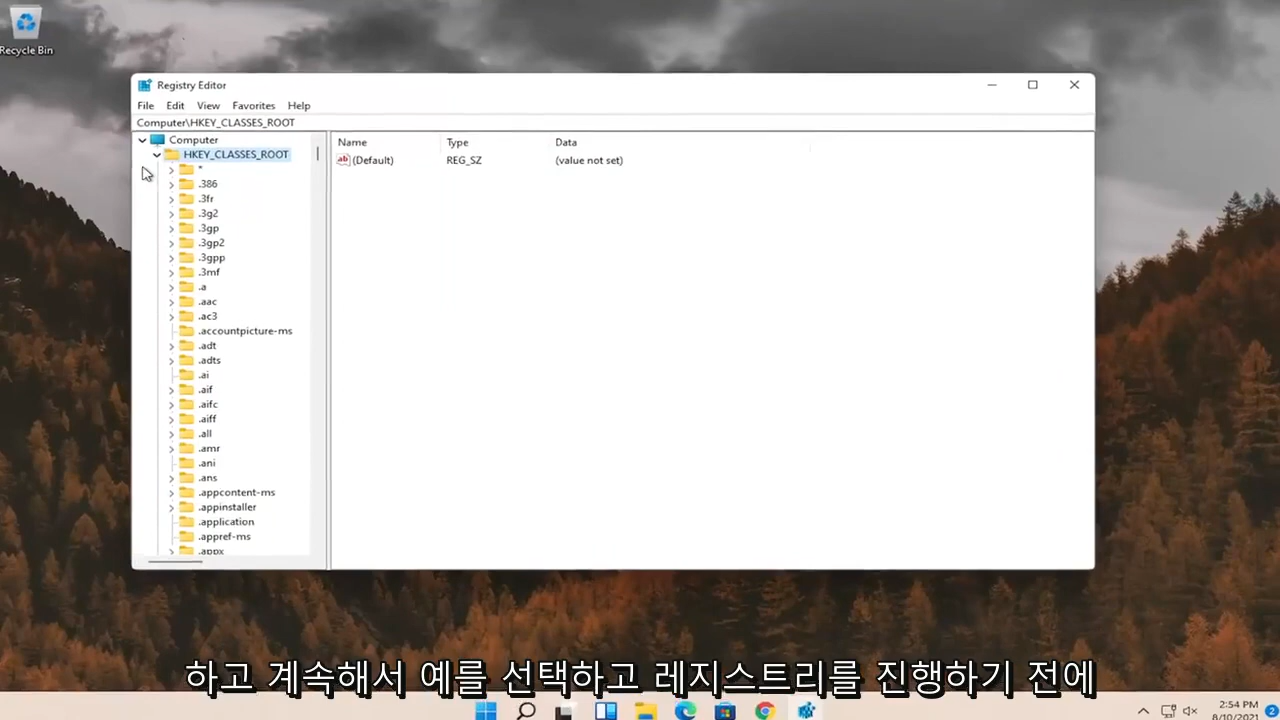 Recycle Bin
Registry Editor
File Edit View Favorites Help
Computer\HKEY_CLASSES_ROOT
Computer
HKEY_CLASSES_ROOT
*
.386
.3fr
.3g2
.3gp
.3gp2
.3gpp
.3mf
.a
.aac
.ac3
.accountpicture-ms
.adt
.adts
.ai
.aif
.aifc
.aiff
.all
.amr
.ani
.ans
.appcontent-ms
.appinstaller
.application
.appref-ms
.appx
Name Type Data
ab (Default) REG_SZ (value not set)
하고 계속해서 예를 선택하고 레지스트리를 진행하기 전에
2:54 PM
8/10/2021
2